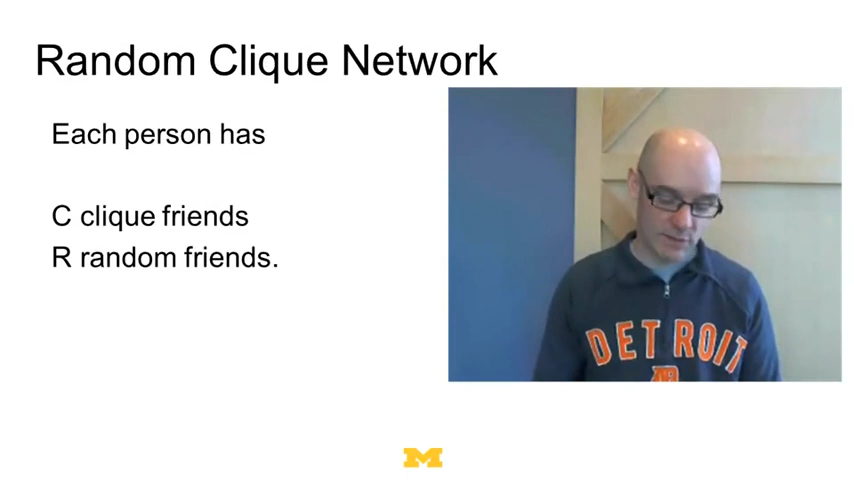 Random Clique Network
Each person has
C clique friends
R random friends.
DETROIT
M